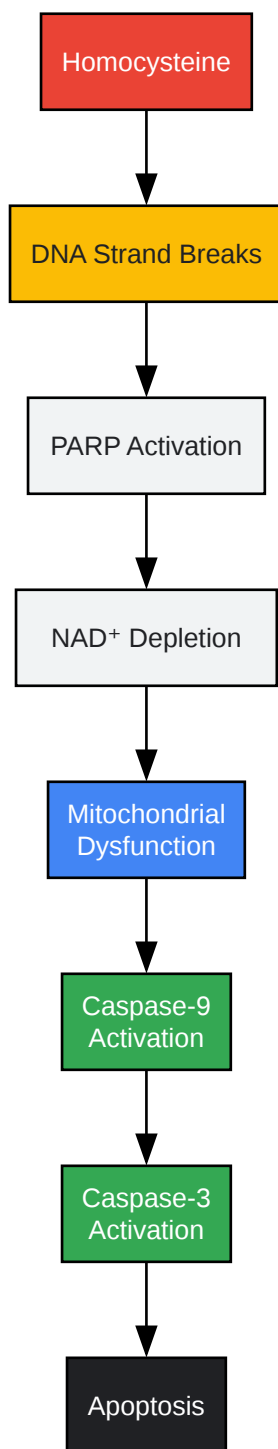 Homocysteine
DNA Strand Breaks
PARP Activation
NAD⁺ Depletion
Mitochondrial
Dysfunction
Caspase-9
Activation
Caspase-3
Activation
Apoptosis